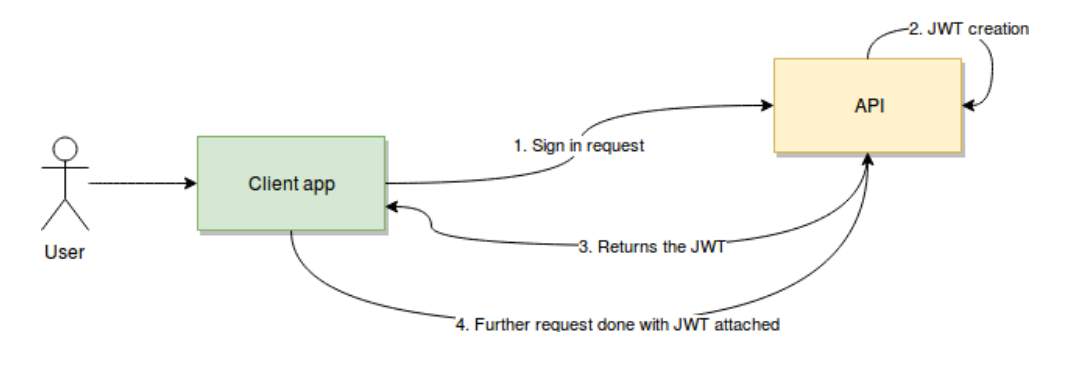 2. JWT creation
API
1. Sign in request
Client app
User
3. Returns the JWT
4. Further request done with JWT attached